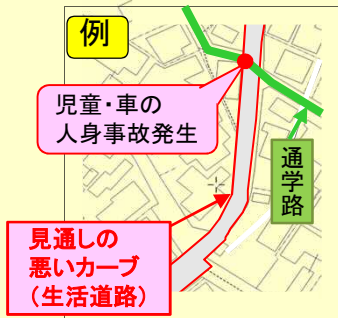 例
児童・車の
人身事故発生
通学路
見通しの
悪いカーブ
（生活道路）